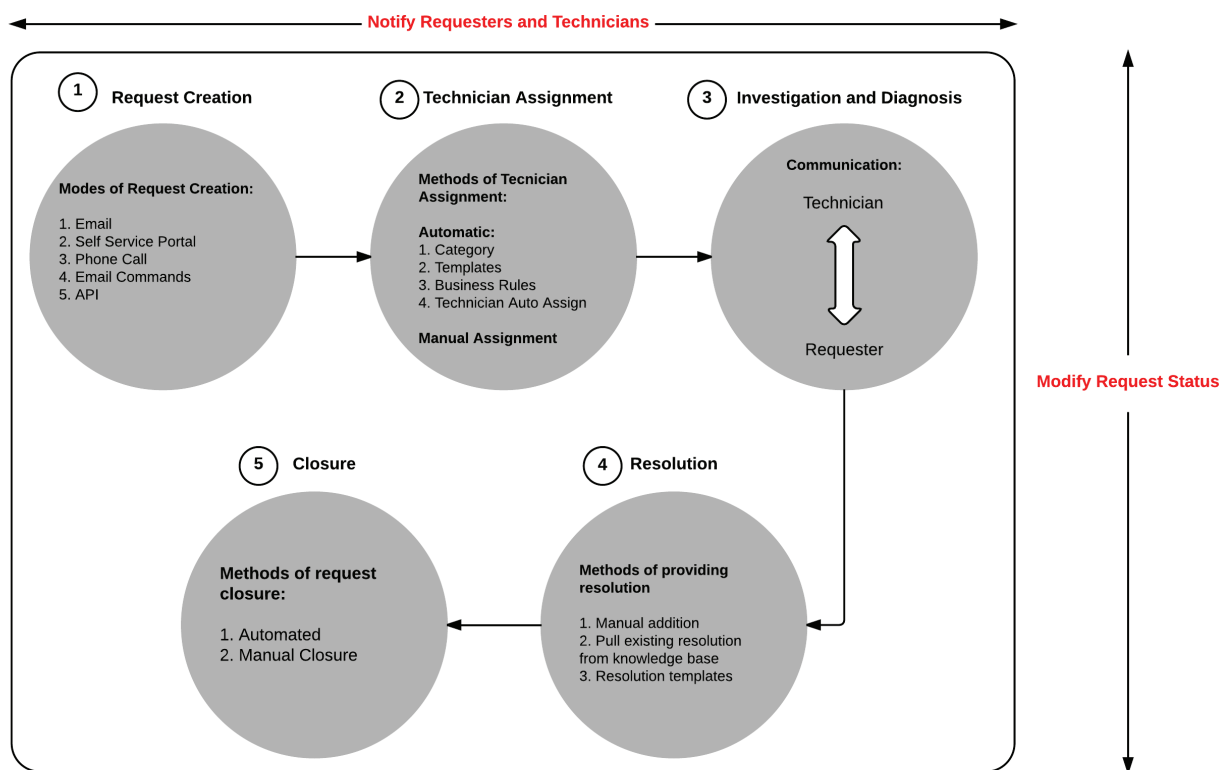 Notify Requesters and Technicians
1
Request Creation
Modes of Request Creation:
1. Email
2. Self Service Portal
3. Phone Call
4. Email Commands
5. API
2
Technician Assignment
Methods of Tecnician
Assignment:
Automatic:
1. Category
2. Templates
3. Business Rules
4. Technician Auto Assign
Manual Assignment
3
Investigation and Diagnosis
Communication:
Technician
Requester
Modify Request Status
4
Resolution
Methods of providing
resolution
1. Manual addition
2. Pull existing resolution
from knowledge base
3. Resolution templates
5
Closure
Methods of request
closure:
1. Automated
2. Manual Closure